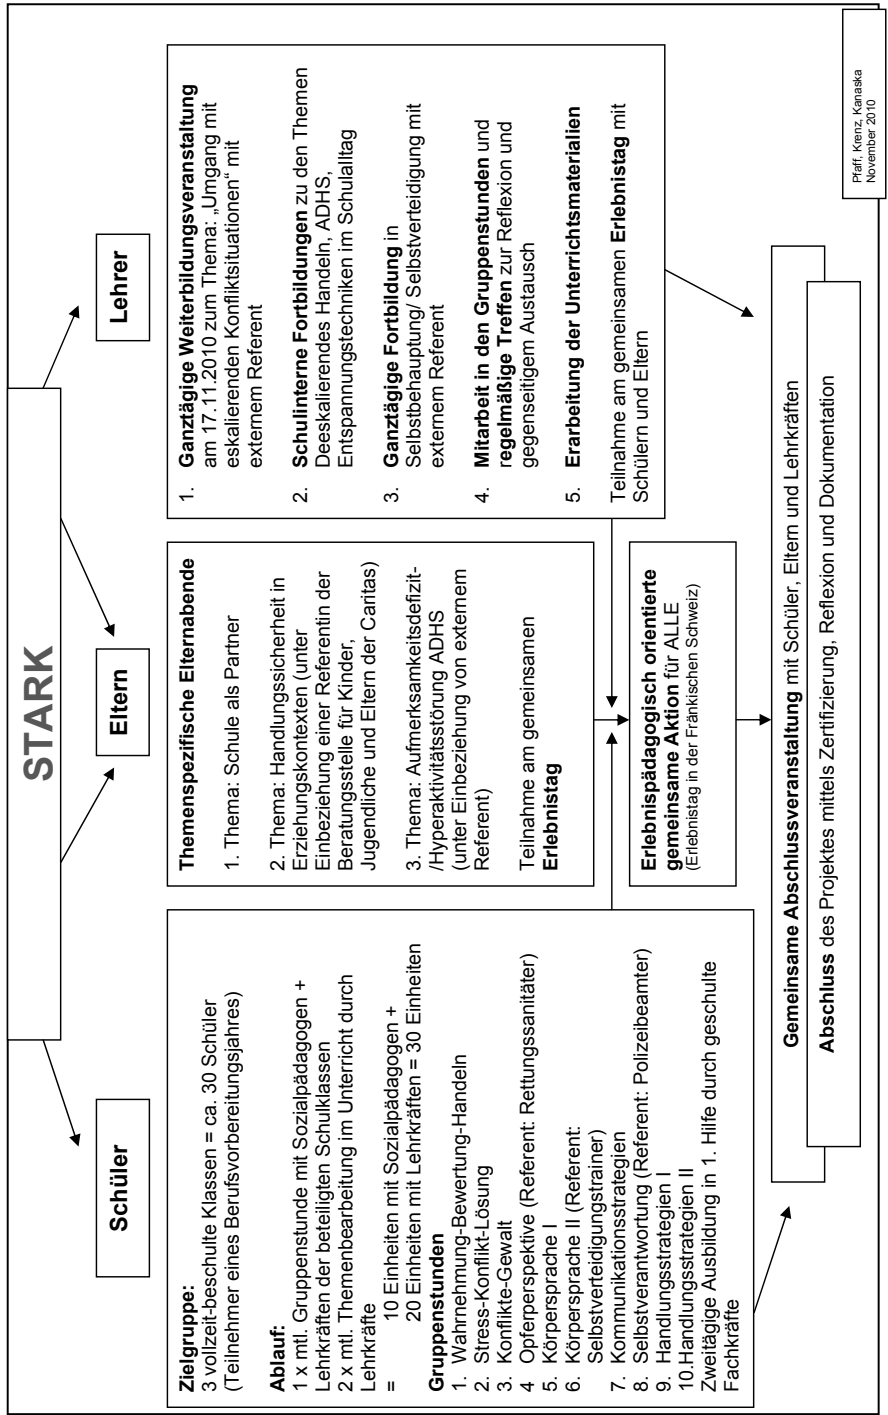 STARK
Schüler
Eltern
Lehrer
Zielgruppe:
3 vollzeit-beschulte Klassen = ca. 30 Schüler
(Teilnehmer eines Berufsvorbereitungsjahres)
Ablauf:
1 x mtl. Gruppenstunde mit Sozialpädagogen +
Lehrkräften der beteiligten Schulklassen
2 x mtl. Themenbearbeitung im Unterricht durch
Lehrkräfte
= 10 Einheiten mit Sozialpädagogen +
20 Einheiten mit Lehrkräften = 30 Einheiten
Gruppenstunden
1. Wahrnehmung-Bewertung-Handeln
2. Stress-Konflikt-Lösung
3. Konflikte-Gewalt
4 Opferperspektive (Referent: Rettungssanitäter)
5. Körpersprache I
6. Körpersprache II (Referent:
Selbstverteidigungstrainer)
7. Kommunikationsstrategien
8. Selbstverantwortung (Referent: Polizeibeamter)
9. Handlungsstrategien I
10.Handlungsstrategien II
Zweitägige Ausbildung in 1. Hilfe durch geschulte
Fachkräfte
Themenspezifische Elternabende
1. Thema: Schule als Partner
2. Thema: Handlungssicherheit in
Erziehungskontexten (unter
Einbeziehung einer Referentin der
Beratungsstelle für Kinder,
Jugendliche und Eltern der Caritas)
3. Thema: Aufmerksamkeitsdefizit-
/Hyperaktivitätsstörung ADHS
(unter Einbeziehung von externem
Referent)
Teilnahme am gemeinsamen
Erlebnistag
1. Ganztägige Weiterbildungsveranstaltung
am 17.11.2010 zum Thema: „Umgang mit
eskalierenden Konfliktsituationen“ mit
externem Referent
2. Schulinterne Fortbildungen zu den Themen
Deeskalierendes Handeln, ADHS,
Entspannungstechniken im Schulalltag
3. Ganztägige Fortbildung in
Selbstbehauptung/ Selbstverteidigung mit
externem Referent
4. Mitarbeit in den Gruppenstunden und
regelmäßige Treffen zur Reflexion und
gegenseitigem Austausch
5. Erarbeitung der Unterrichtsmaterialien
Teilnahme am gemeinsamen Erlebnistag mit
Schülern und Eltern
Erlebnispädagogisch orientierte
gemeinsame Aktion für ALLE
(Erlebnistag in der Fränkischen Schweiz)
Gemeinsame Abschlussveranstaltung mit Schüler, Eltern und Lehrkräften
Abschluss des Projektes mittels Zertifizierung, Reflexion und Dokumentation
Pfaff, Krenz, Kanaska
November 2010